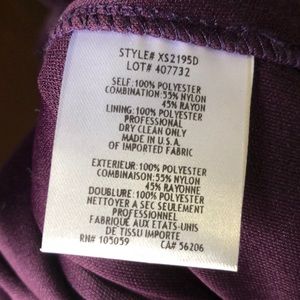 STYLE# XS2195D
LOT# 407732
SELF: 100% POLYESTER
COMBINATION: 55% NYLON
45% RAYON
LINING: 100% POLYESTER
PROFESSIONAL
DRY CLEAN ONLY
MADE IN U.S.A.
OF IMPORTED FABRIC
EXTERIEUR: 100% POLYESTER
COMBINAISON: 55% NYLON
45% RAYONNE
DOUBLURE: 100% POLYESTER
NETTOYER A SEC SEULEMENT
PROFESSIONNEL
FABRIQUE AUX ETATS-UNIS
DE TISSU IMPORTE
RN# 105059 CA# 56206